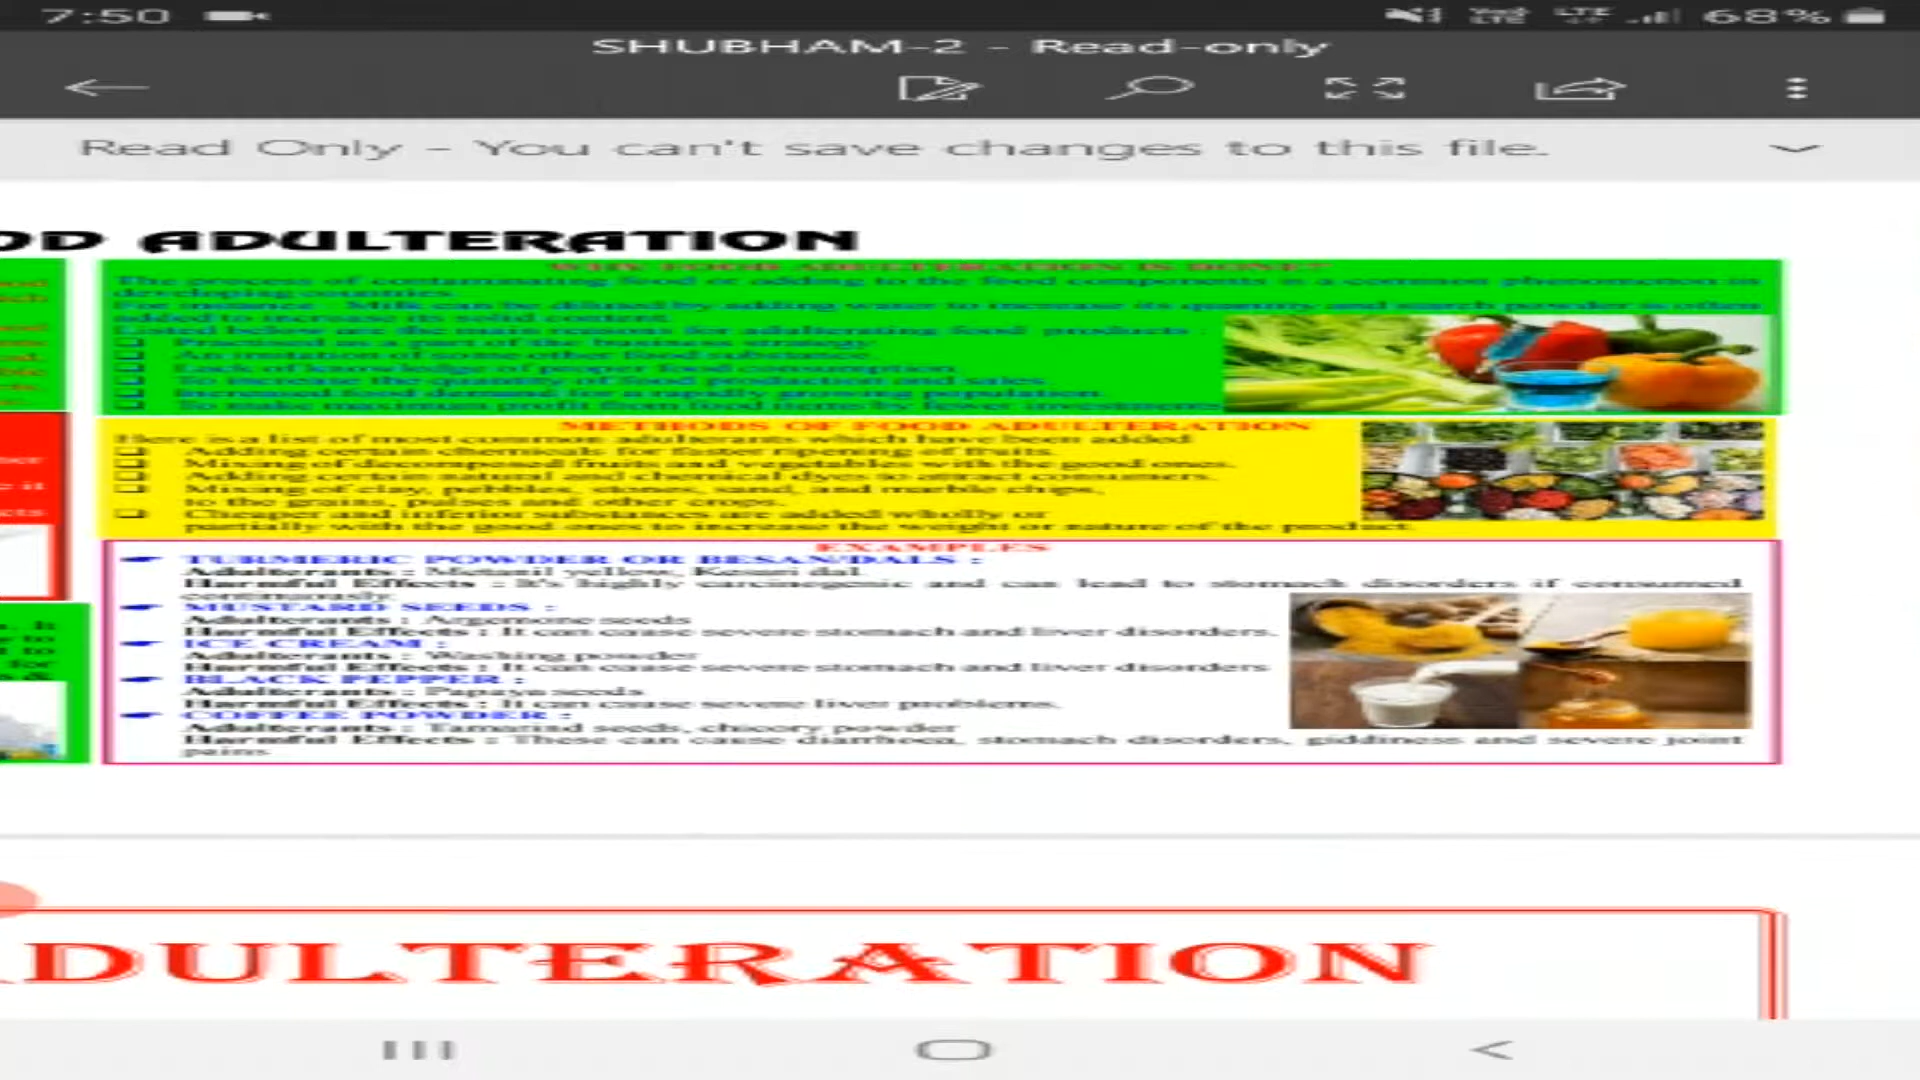 7:50
68%
SHUBHAM-2 - Read-only
Read Only - You can't save changes to this file.
OD ADULTERATION
WHY FOOD ADULTERATION IS DONE?
The process of contaminating food or adding to the food components is a common phenomenon in
developing countries.
For instance, Milk can be diluted by adding water to increase its quantity and starch powder is often
added to increase its solid content.
Listed below are the main reasons for adulterating food products :
Practised as a part of the business strategy
An imitation of some other food substance
Lack of knowledge of proper food consumption
To increase the quantity of food production and sales
Increased food demand for a rapidly growing population
To make maximum profit from food items by fewer investments
METHODS OF FOOD ADULTERATION
Here is a list of most common adulterants which have been added
Adding certain chemicals for faster ripening of fruits.
Mixing of decomposed fruits and vegetables with the good ones.
Adding certain natural and chemical dyes to attract consumers.
Mixing of clay, pebbles, stones, sand, and marble chips,
n the grains, pulses and other crops.
Cheaper and inferior substances are added wholly or
partially with the good ones to increase the weight or nature of the product
EXAMPLES
TURMERIC POWDER OR BESAN/DALS :
Adulterants : Metanil yellow, Kesari dal
Harmful Effects : It's highly carcinogenic and can lead to stomach disorders if consumed
continuously
MUSTARD SEEDS :
Adulterants : Argemone seeds
Harmful Effects : It can cause severe stomach and liver disorders.
ICE CREAM :
Adulterants : Washing powder
Harmful Effects : It can cause severe stomach and liver disorders
BLACK PEPPER :
Adulterants : Papaya seeds
Harmful Effects : It can cause severe liver problems.
COFFEE POWDER :
Adulterants : Tamarind seeds, chicory powder
Harmful Effects : These can cause diarrhoea, stomach disorders, giddiness and severe joint
pains
DULTERATION